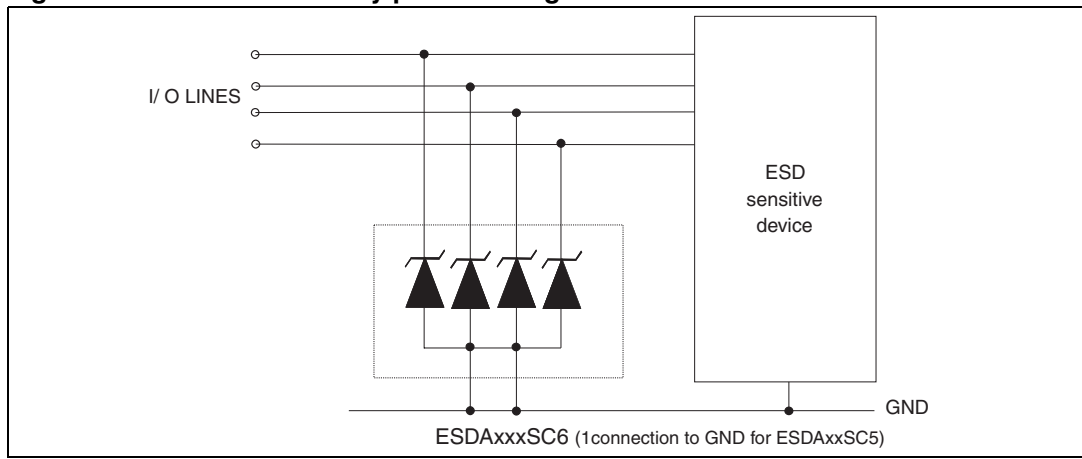 I/ O LINES
ESD
sensitive
device
GND
ESDAxxxSC6 (1connection to GND for ESDAxxSC5)